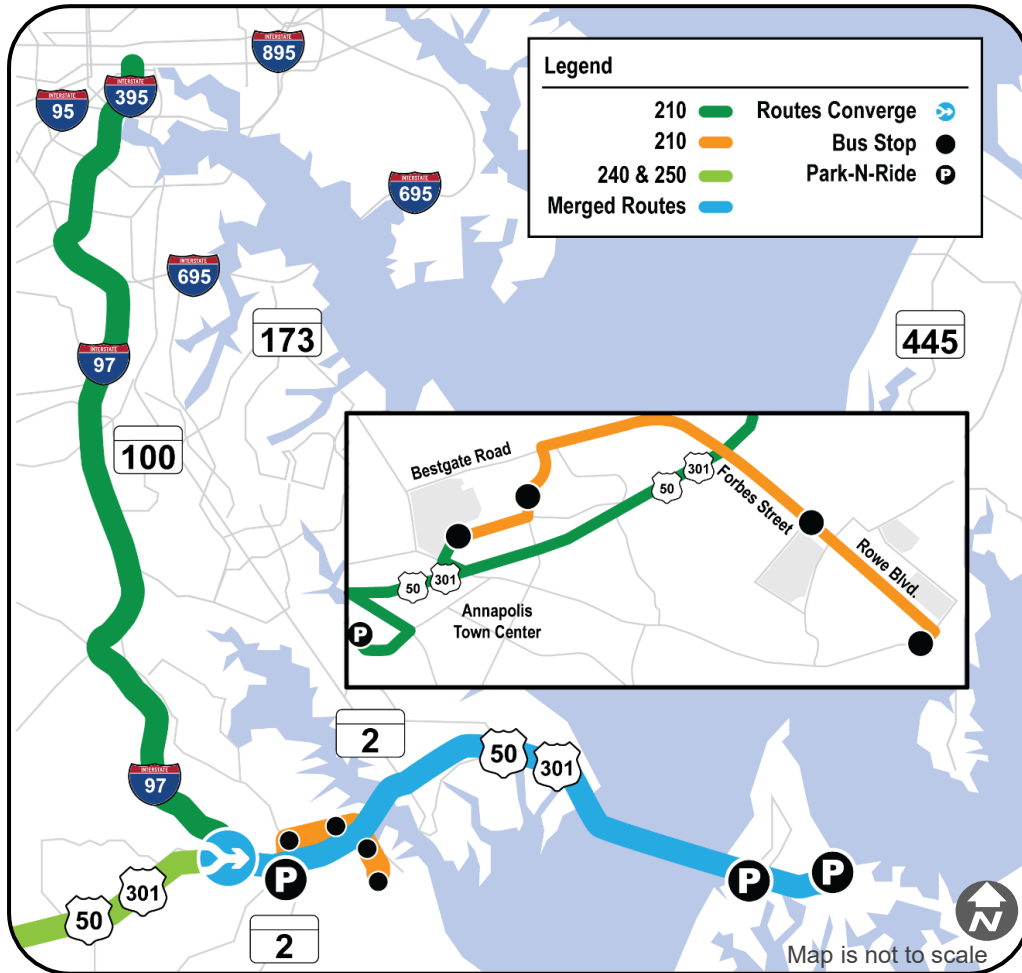 INTERSTATE
895
INTERSTATE
95
INTERSTATE
395
Legend
210
Routes Converge
210
Bus Stop
240 & 250
Park-N-Ride
P
Merged Routes
INTERSTATE
695
INTERSTATE
695
173
445
INTERSTATE
97
100
Bestgate Road
50
301
Forbes Street
Rowe Blvd.
50
301
Annapolis
Town Center
P
2
50
301
INTERSTATE
97
P
P
P
301
50
2
N
Map is not to scale